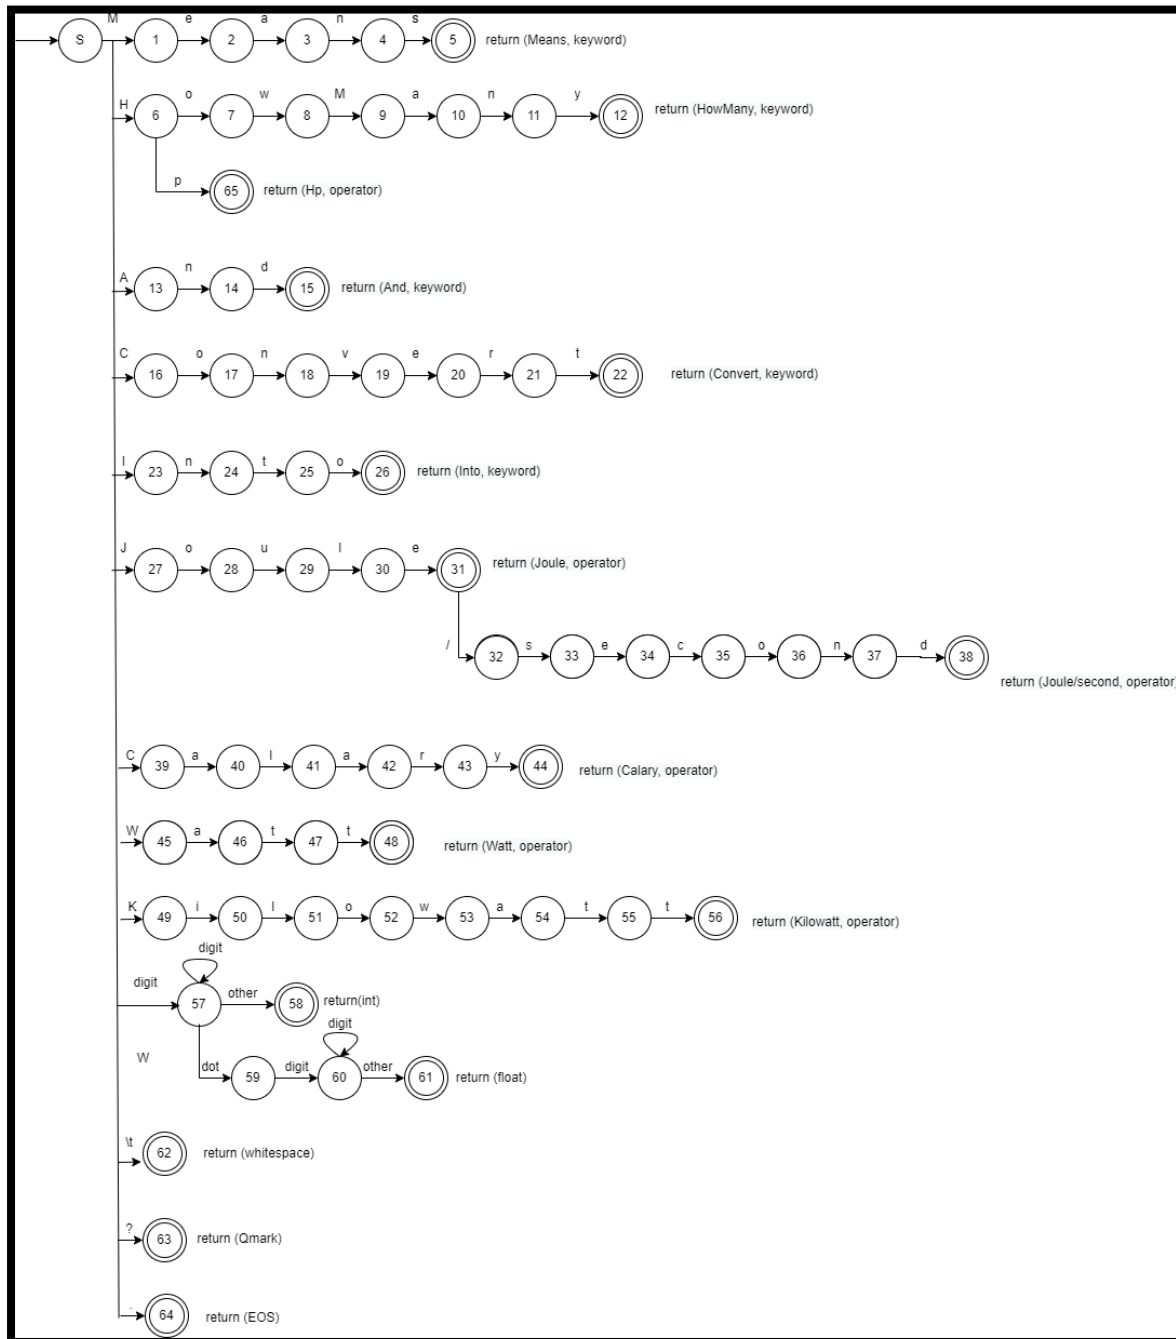 M e a n s
S 1 2 3 4 5 return (Means, keyword)
H o w M a n y
6 7 8 9 10 11 12 return (HowMany, keyword)
p 65 return (Hp, operator)
A n d
13 14 15 return (And, keyword)
C o n v e r t
16 17 18 19 20 21 22 return (Convert, keyword)
I n t o
23 24 25 26 return (Into, keyword)
J o u l e
27 28 29 30 31 return (Joule, operator)
/ s e c o n d
32 33 34 35 36 37 38
return (Joule/second, operator)
C a l a r y
39 40 41 42 43 44 return (Calary, operator)
W a t t
45 46 47 48 return (Watt, operator)
K i l o w a t t
49 50 51 52 53 54 55 56 return (Kilowatt, operator)
digit
digit other
57 58 return(int)
digit
W
dot digit other
59 60 61 return (float)
\t
62 return (whitespace)
?
63 return (Qmark)
.
64 return (EOS)